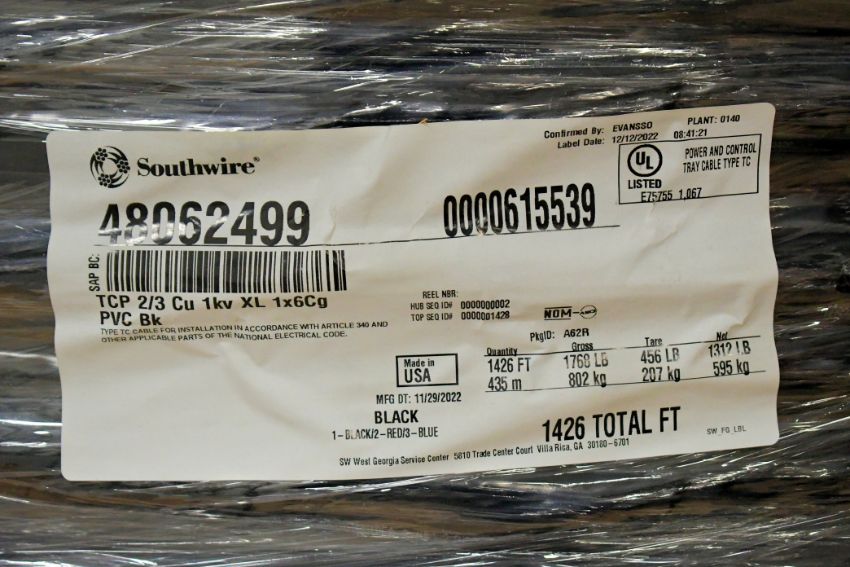 Confirmed By: EVANSSO PLANT: 0140
Label Date: 12/12/2022 08:41:21
Southwire®
UL
LISTED
POWER AND CONTROL
TRAY CABLE TYPE TC
E75755 1,067
48062499
0000615539
SAP BC:
TCP 2/3 Cu 1kv XL 1x6Cg
PVC Bk
TYPE TC CABLE FOR INSTALLATION IN ACCORDANCE WITH ARTICLE 340 AND
OTHER APPLICABLE PARTS OF THE NATIONAL ELECTRICAL CODE.
REEL NBR:
HUB SEQ ID# 0000000002
TOP SEQ ID# 0000001428
NOM-ANCE
PkgID: A62R
Quantity Gross Tare Net
1426 FT 1768 LB 456 LB 1312 LB
435 m 802 kg 207 kg 595 kg
Made in
USA
MFG DT: 11/29/2022
BLACK
1-BLACK/2-RED/3-BLUE
1426 TOTAL FT
SW_FG_LBL
SW West Georgia Service Center 5810 Trade Center Court Villa Rica, GA 30180-6701